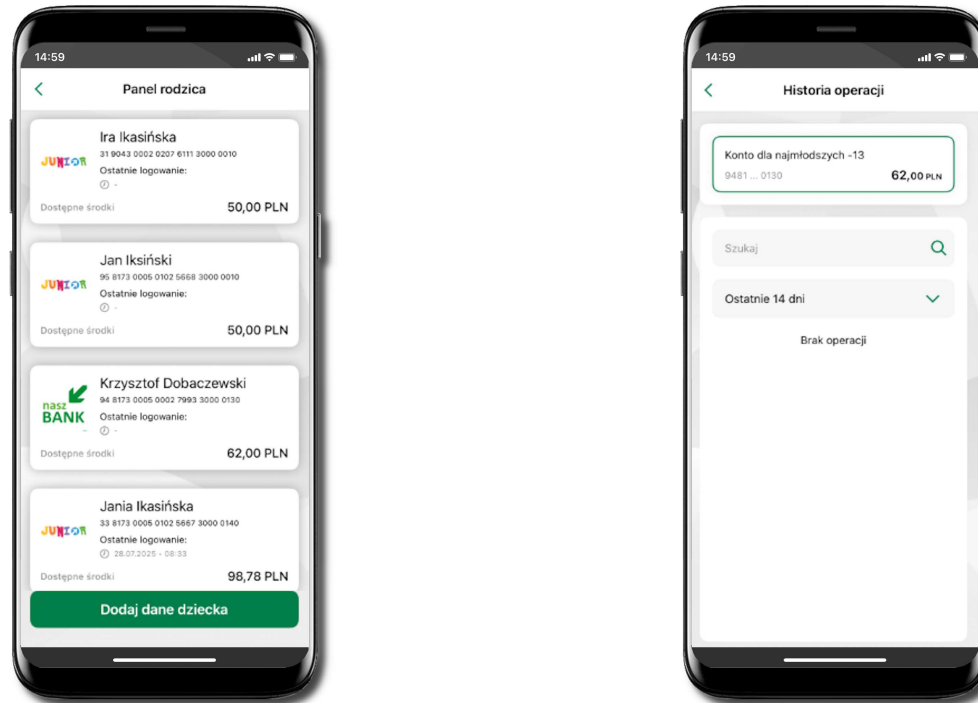 14:59
Panel rodzica
JUNIOR
Ira Ikasińska
31 9043 0002 0207 6111 3000 0010
Ostatnie logowanie:
-
Dostępne środki
50,00 PLN
JUNIOR
Jan Iksiński
95 8173 0005 0102 5668 3000 0010
Ostatnie logowanie:
-
Dostępne środki
50,00 PLN
nasz
BANK
Krzysztof Dobaczewski
94 8173 0005 0002 7993 3000 0130
Ostatnie logowanie:
-
Dostępne środki
62,00 PLN
JUNIOR
Jania Ikasińska
33 8173 0005 0102 5667 3000 0140
Ostatnie logowanie:
28.07.2025 - 08:33
Dostępne środki
98,78 PLN
Dodaj dane dziecka
14:59
Historia operacji
Konto dla najmłodszych -13
9481 ... 0130
62,00 PLN
Szukaj
Ostatnie 14 dni
Brak operacji